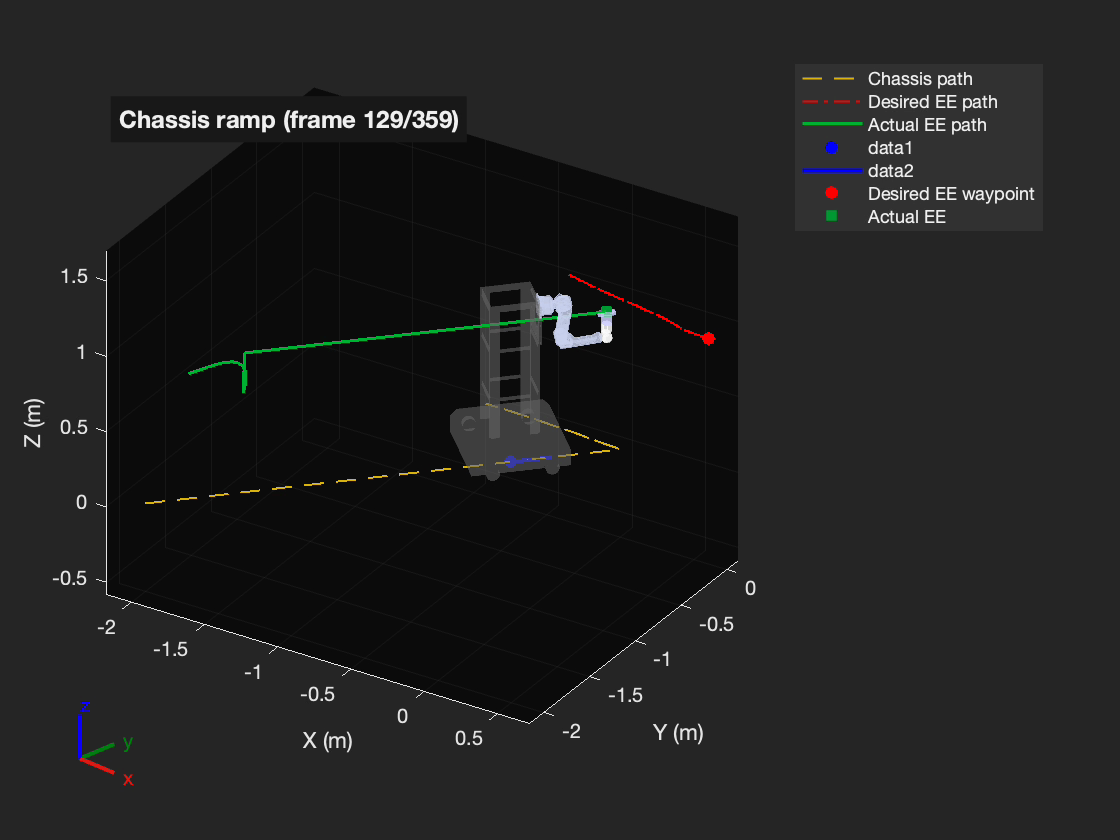 Chassis ramp (frame 129/359)
Chassis path
Desired EE path
Actual EE path
data1
data2
Desired EE waypoint
Actual EE
1.5
1
0.5
0
-0.5
Z (m)
-2
-1.5
-1
-0.5
0
0.5
X (m)
0
-0.5
-1
-1.5
-2
Y (m)
z
y
x